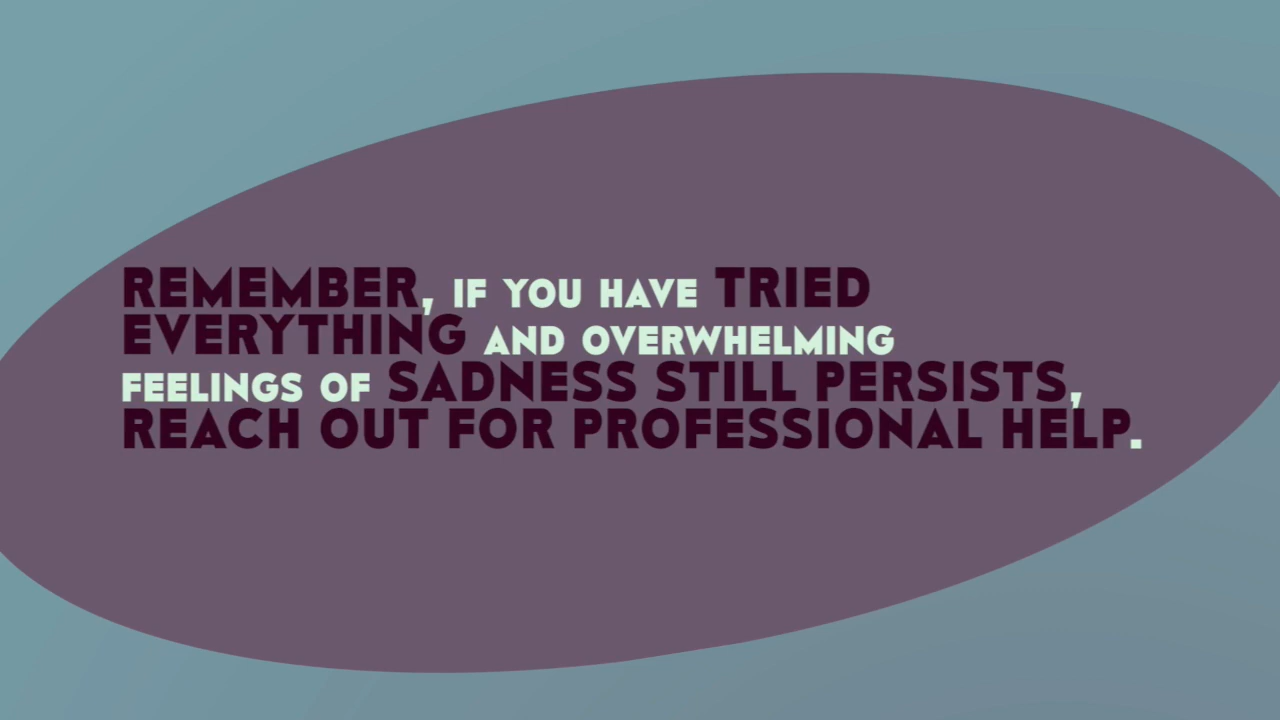 REMEMBER, IF YOU HAVE TRIED
EVERYTHING AND OVERWHELMING
FEELINGS OF SADNESS STILL PERSISTS,
REACH OUT FOR PROFESSIONAL HELP.